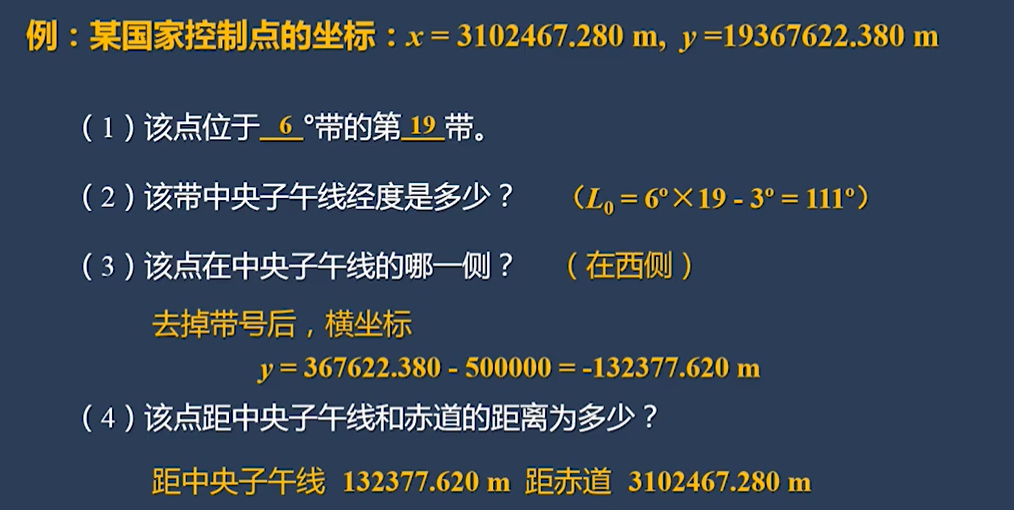 例：某国家控制点的坐标：x = 3102467.280 m, y =19367622.380 m
（1）该点位于 6 °带的第 19 带。
（2）该带中央子午线经度是多少？ （L₀ = 6º×19 - 3º = 111º）
（3）该点在中央子午线的哪一侧？ （在西侧）
去掉带号后，横坐标
y = 367622.380 - 500000 = -132377.620 m
（4）该点距中央子午线和赤道的距离为多少？
距中央子午线 132377.620 m 距赤道 3102467.280 m